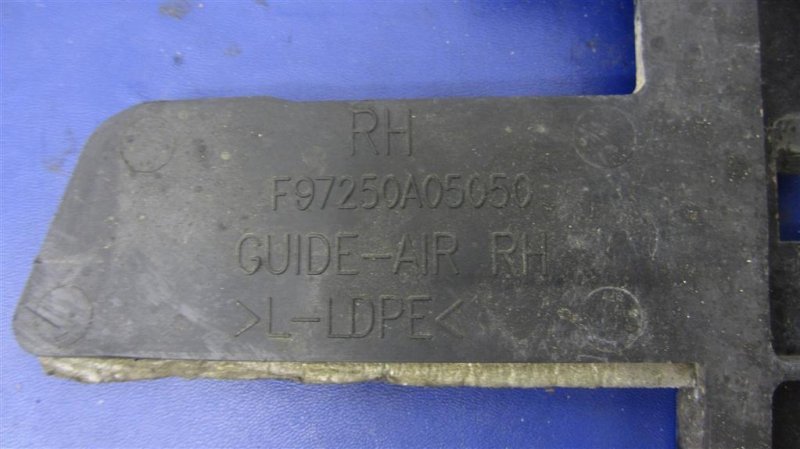 RH
F97250A05050
GUIDE-AIR RH
>L-LDPE<